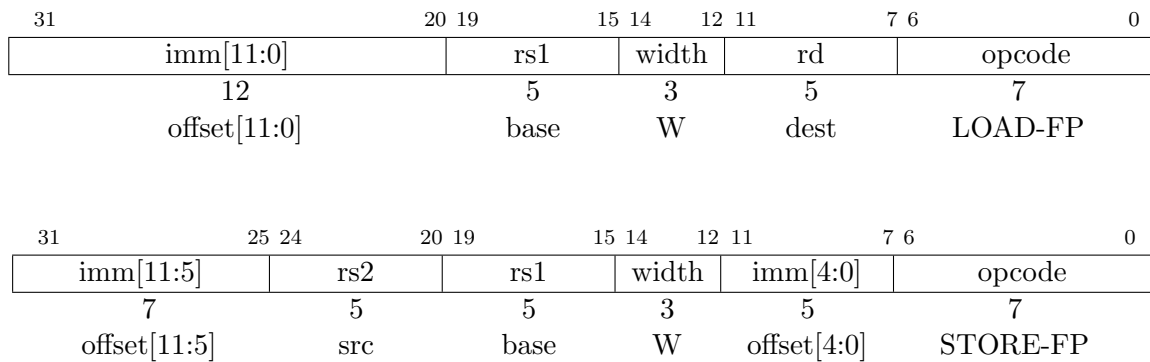 31 20 19 15 14 12 11 7 6 0
imm[11:0] rs1 width rd opcode
12 5 3 5 7
offset[11:0] base W dest LOAD-FP
31 25 24 20 19 15 14 12 11 7 6 0
imm[11:5] rs2 rs1 width imm[4:0] opcode
7 5 5 3 5 7
offset[11:5] src base W offset[4:0] STORE-FP